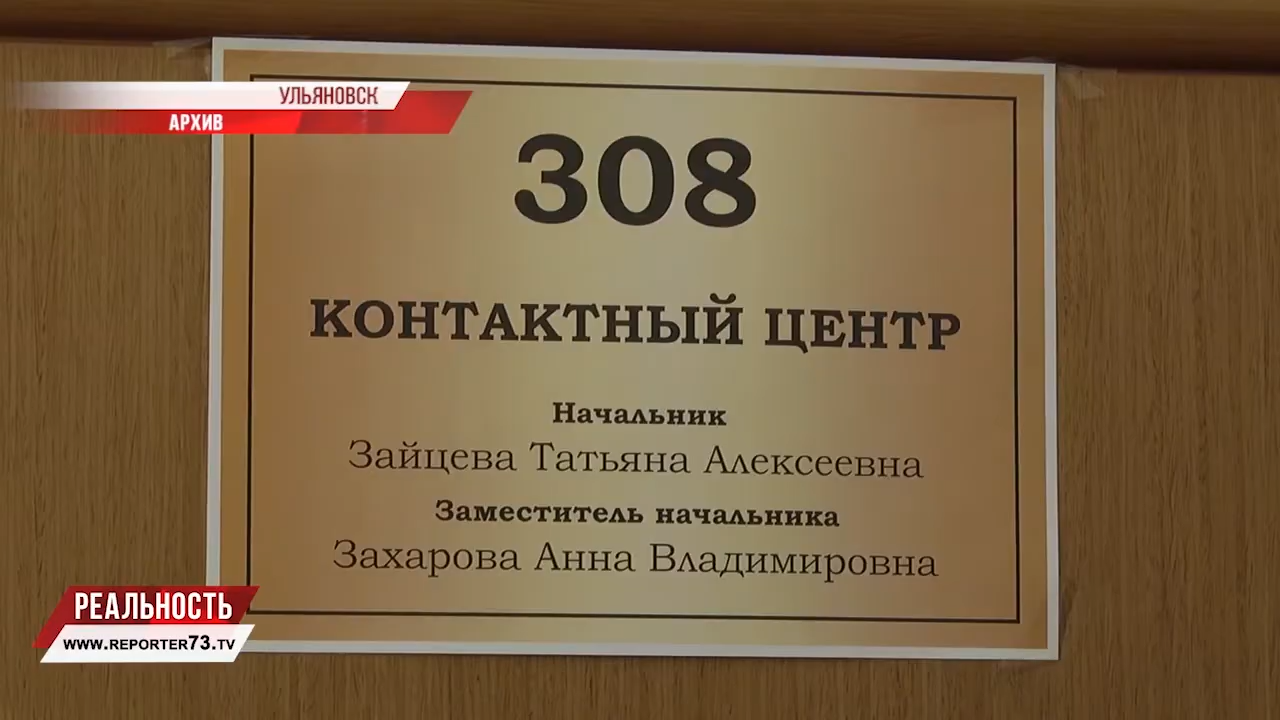 УЛЬЯНОВСК
АРХИВ
308
КОНТАКТНЫЙ ЦЕНТР
Начальник
Зайцева Татьяна Алексеевна
Заместитель начальника
Захарова Анна Владимировна
РЕАЛЬНОСТЬ
WWW.REPORTER73.TV